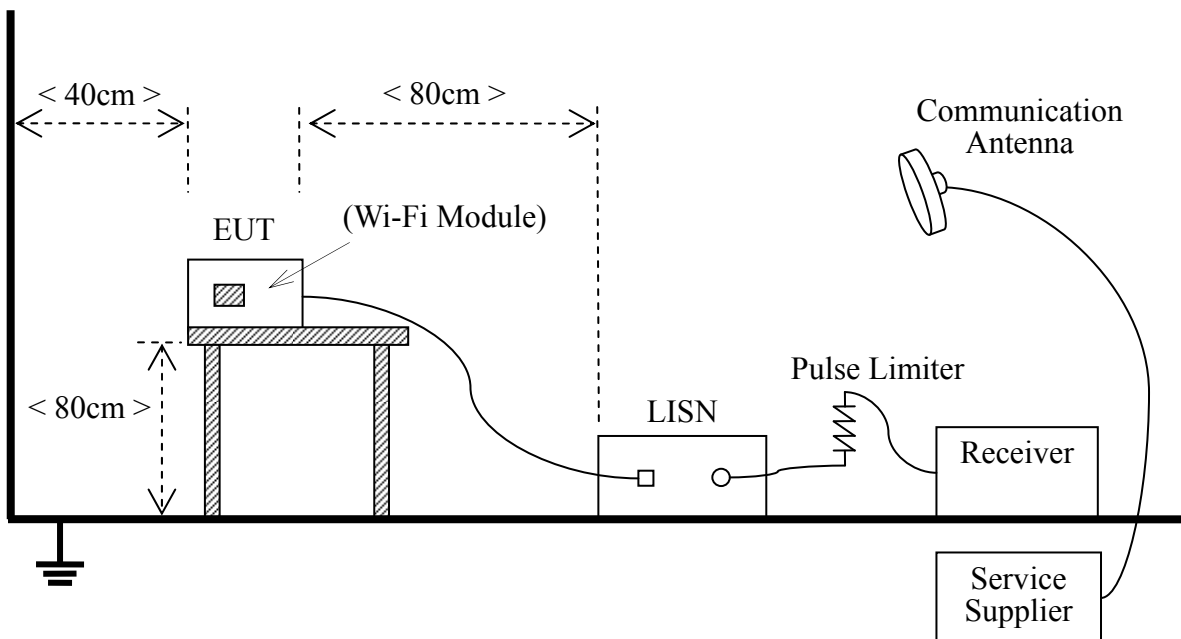 < 40cm >
< 80cm >
Communication
Antenna
EUT
(Wi-Fi Module)
< 80cm >
LISN
Pulse Limiter
Receiver
Service
Supplier